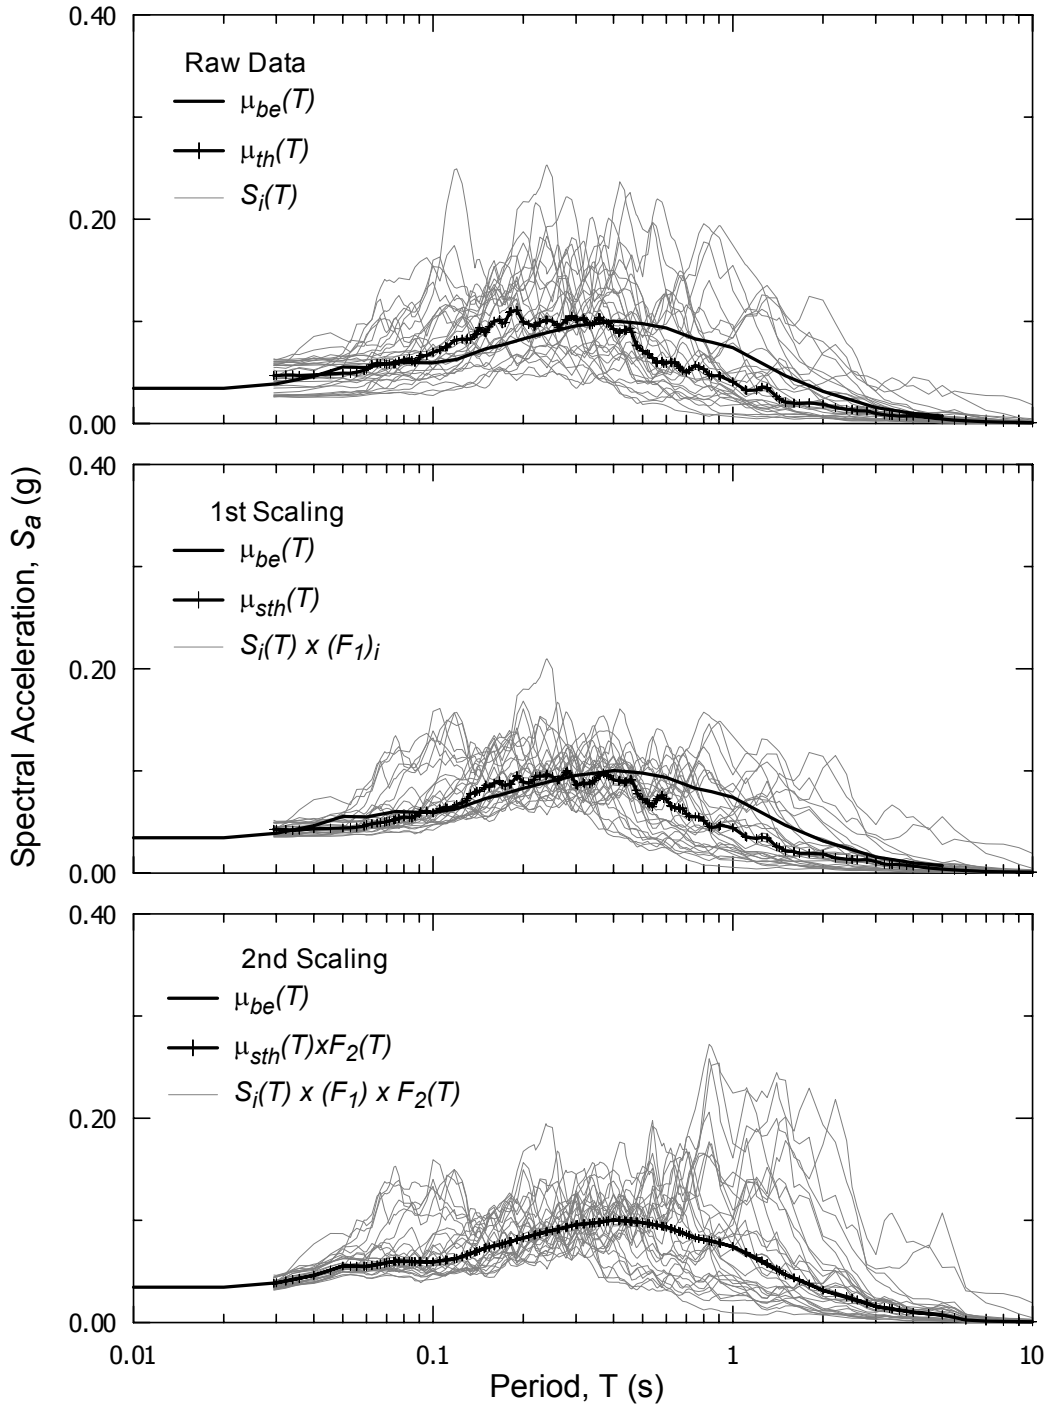 0.40
Raw Data
μbe(T)
μth(T)
Si(T)
0.20
0.00
0.40
1st Scaling
μbe(T)
μsth(T)
Si(T) x (F1)i
0.20
0.00
0.40
2nd Scaling
μbe(T)
μsth(T)xF2(T)
Si(T) x (F1) x F2(T)
0.20
0.00
0.01 0.1 1 10
Period, T (s)
Spectral Acceleration, Sa (g)